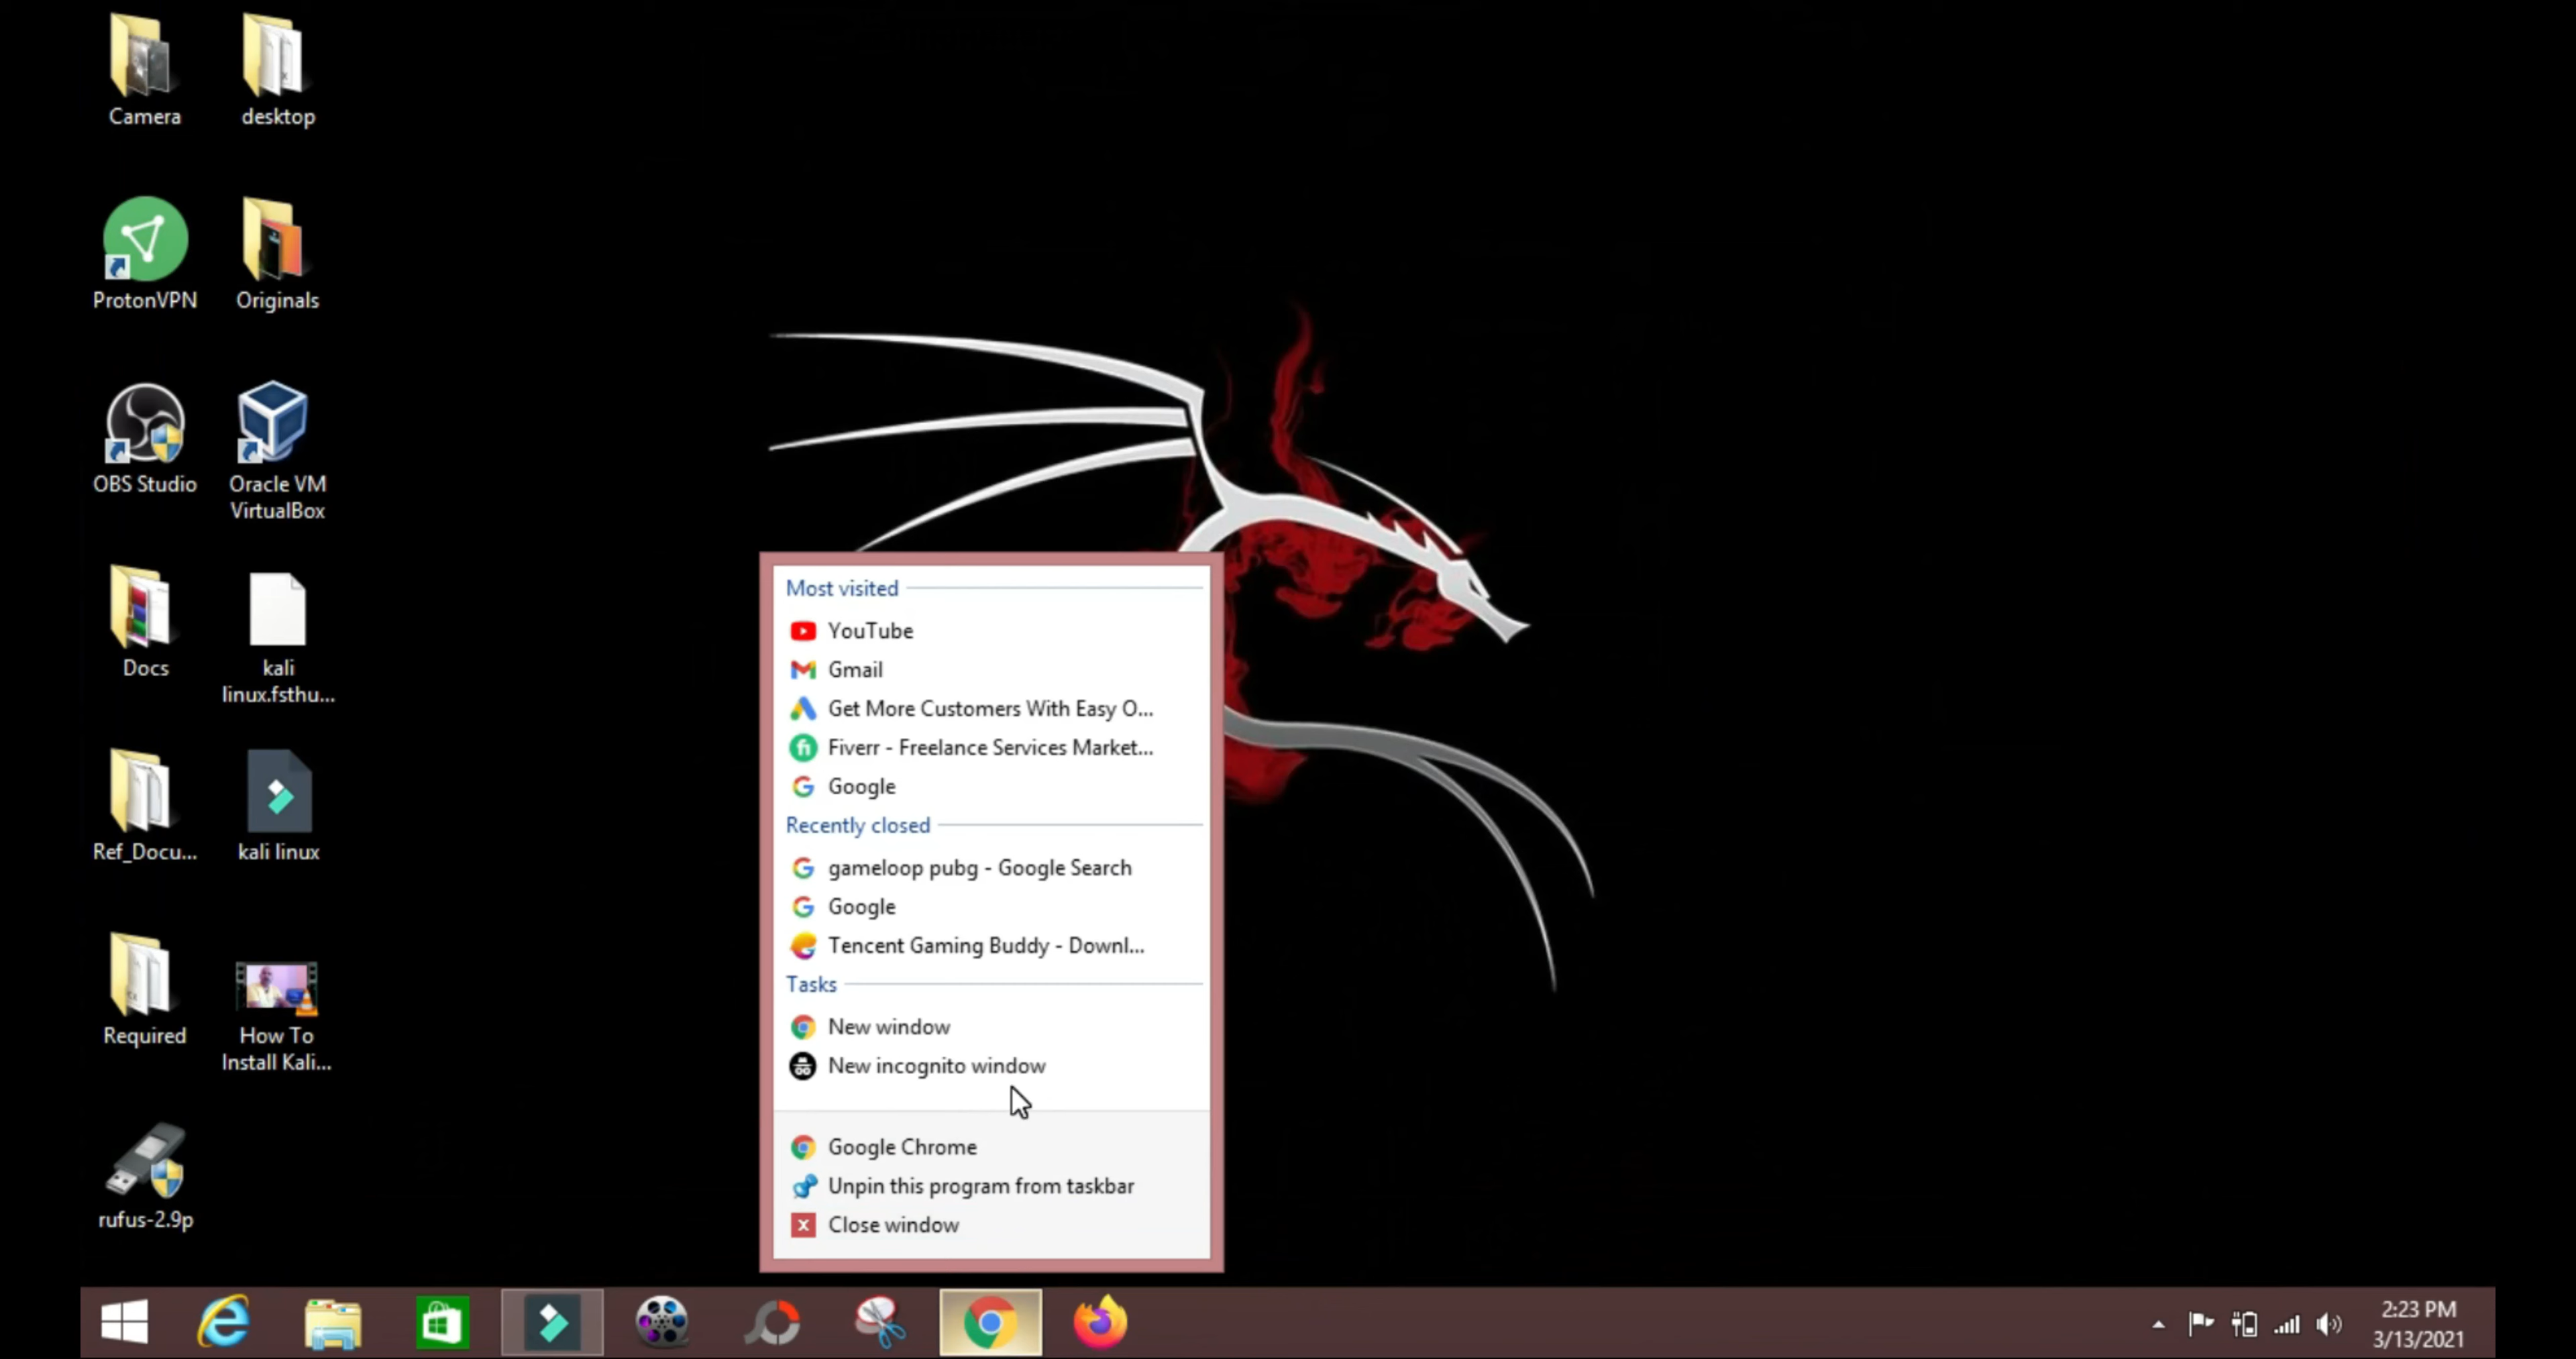 Camera
desktop
ProtonVPN
Originals
OBS Studio
Oracle VM
VirtualBox
Docs
kali
linux.fsthu...
Ref_Docu...
kali linux
Required
How To
Install Kali...
rufus-2.9p
Most visited
YouTube
Gmail
Get More Customers With Easy O...
Fiverr - Freelance Services Market...
Google
Recently closed
gameloop pubg - Google Search
Google
Tencent Gaming Buddy - Downl...
Tasks
New window
New incognito window
Google Chrome
Unpin this program from taskbar
Close window
2:23 PM
3/13/2021